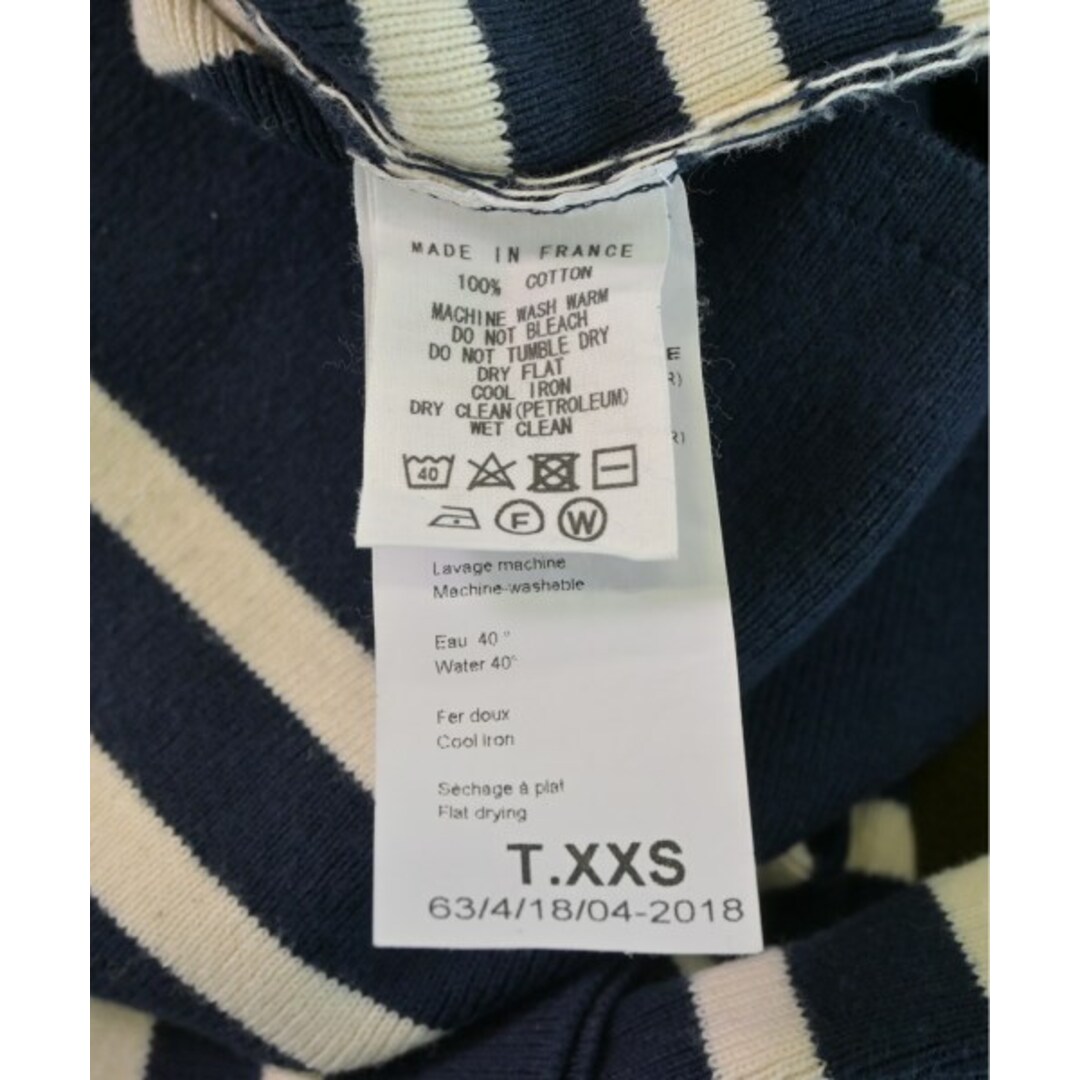 MADE IN FRANCE
100% COTTON
MACHINE WASH WARM
DO NOT BLEACH
DO NOT TUMBLE DRY
DRY FLAT
COOL IRON
DRY CLEAN(PETROLEUM)
WET CLEAN
40
F W
E
R)
R)
Lavage machine
Machine-washable
Eau 40°
Water 40°
Fer doux
Cool iron
Séchage à plat
Flat drying
T.XXS
63/4/18/04-2018